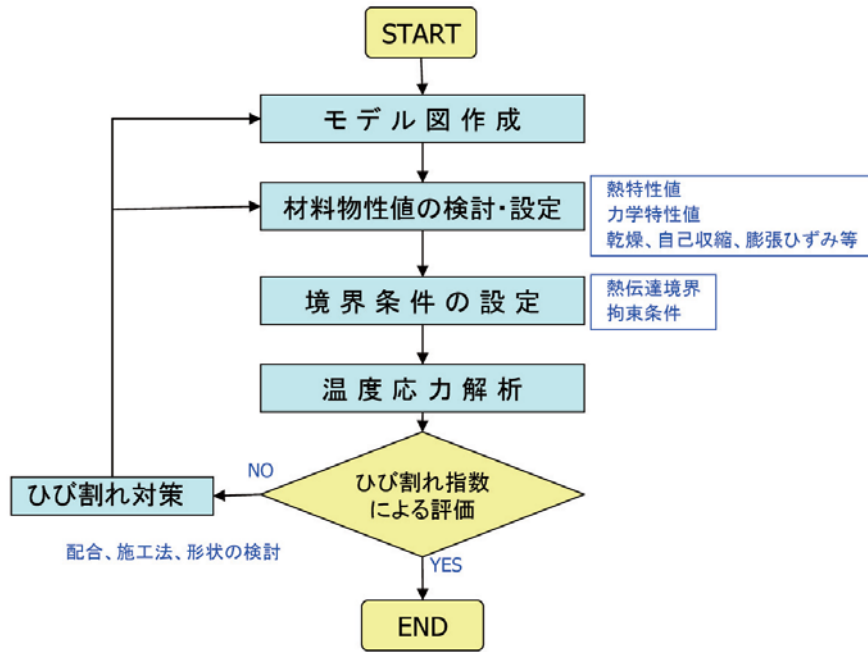 START
モデル図作成
材料物性値の検討・設定
熱特性値
力学特性値
乾燥、自己収縮、膨張ひずみ等
境界条件の設定
熱伝達境界
拘束条件
温度応力解析
ひび割れ指数
による評価
NO
ひび割れ対策
配合、施工法、形状の検討
YES
END